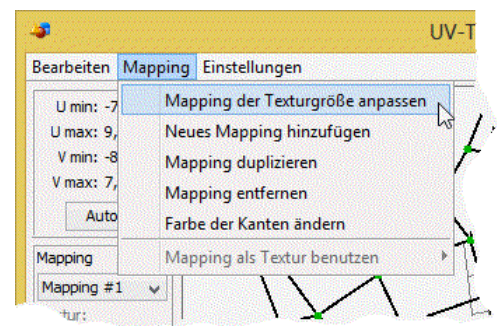 UV-T
Bearbeiten Mapping Einstellungen
U min: -7
U max: 9,
V min: -8
V max: 7,
Auto
Mapping
Mapping #1
Mapping der Texturgröße anpassen
Neues Mapping hinzufügen
Mapping duplizieren
Mapping entfernen
Farbe der Kanten ändern
Mapping als Textur benutzen